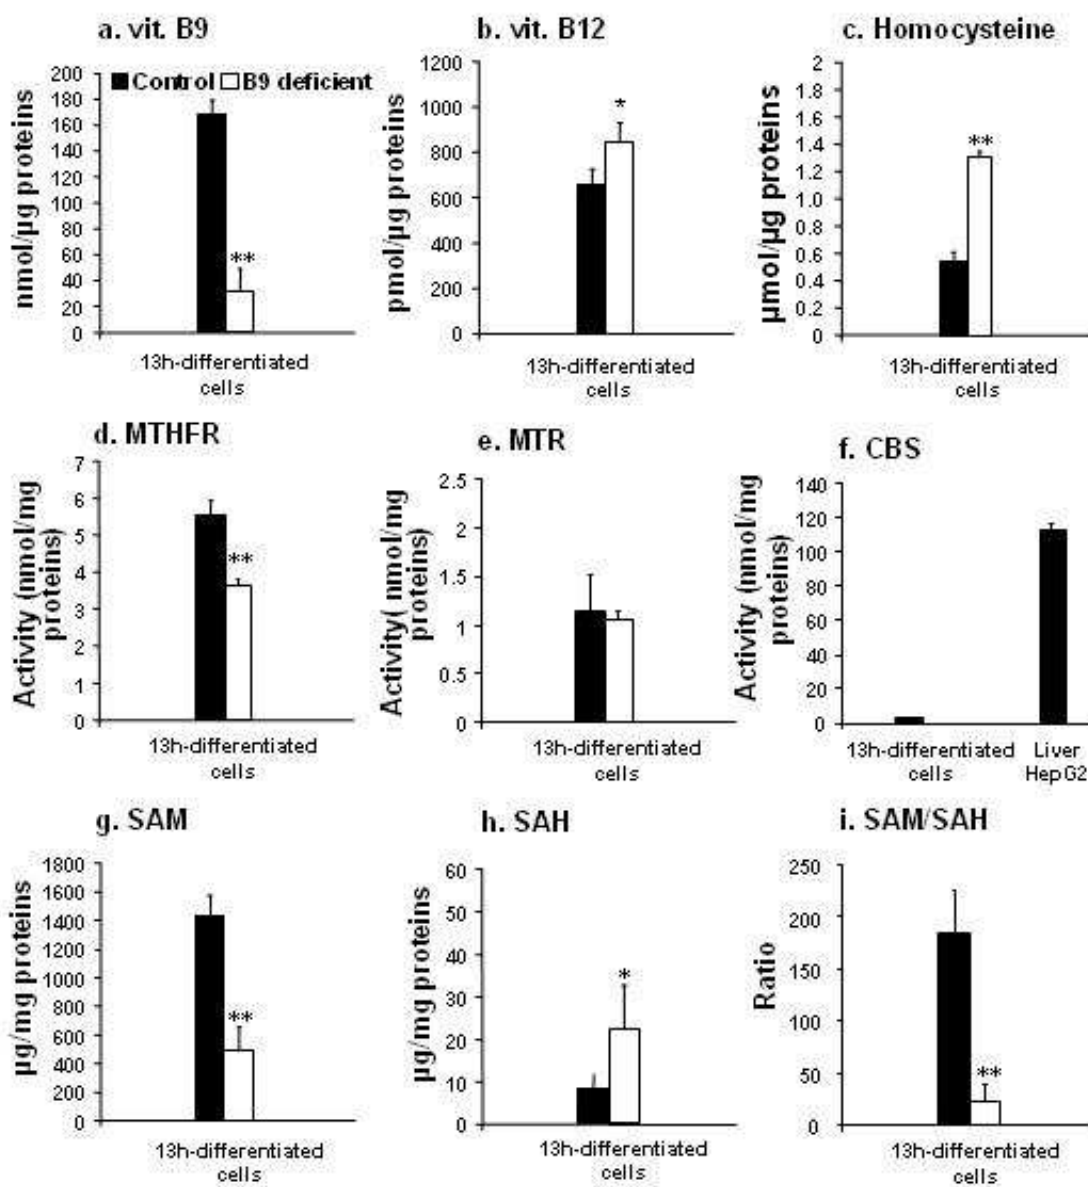 a. vit. B9
b. vit. B12
c. Homocysteine
Control B9 deficient
nmol/µg proteins
200
180
160
140
120
100
80
60
40
20
0
**
13h-differentiated
cells
pmol/µg proteins
1200
1000
800
600
400
200
0
*
13h-differentiated
cells
µmol/µg proteins
2
1.8
1.6
1.4
1.2
1
0.8
0.6
0.4
0.2
0
**
13h-differentiated
cells
d. MTHFR
Activity (nmol/mg
proteins)
7
6
5
4
3
2
1
0
**
13h-differentiated
cells
e. MTR
Activity( nmol/mg
proteins)
2.5
2
1.5
1
0.5
0
13h-differentiated
cells
f. CBS
Activity (nmol/mg
proteins)
140
120
100
80
60
40
20
0
13h-differentiated
cells
Liver
HepG2
g. SAM
µg/mg proteins
1800
1600
1400
1200
1000
800
600
400
200
0
**
13h-differentiated
cells
h. SAH
µg/mg proteins
60
50
40
30
20
10
0
*
13h-differentiated
cells
i. SAM/SAH
Ratio
250
200
150
100
50
0
**
13h-differentiated
cells